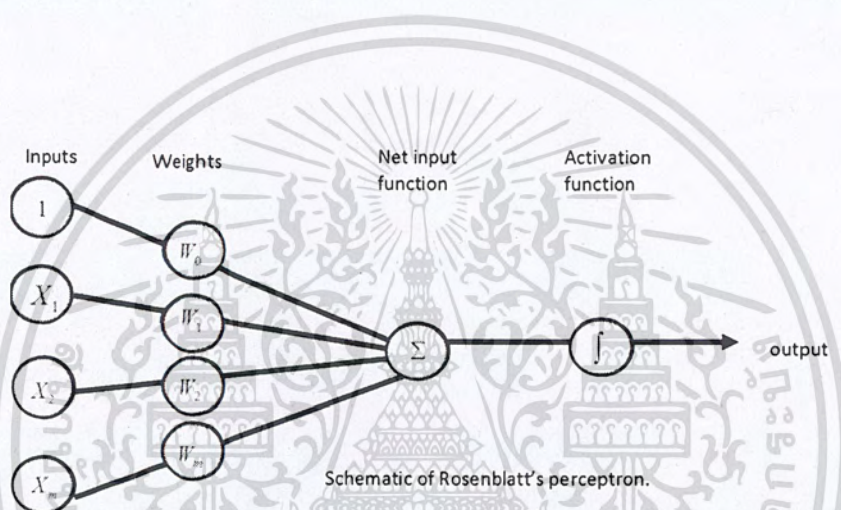 Inputs
Weights
Net input
function
Activation
function
1
W₀
X₁
W₁
Σ
∫
output
X₂
W₂
Wₘ
Xₘ
Schematic of Rosenblatt's perceptron.